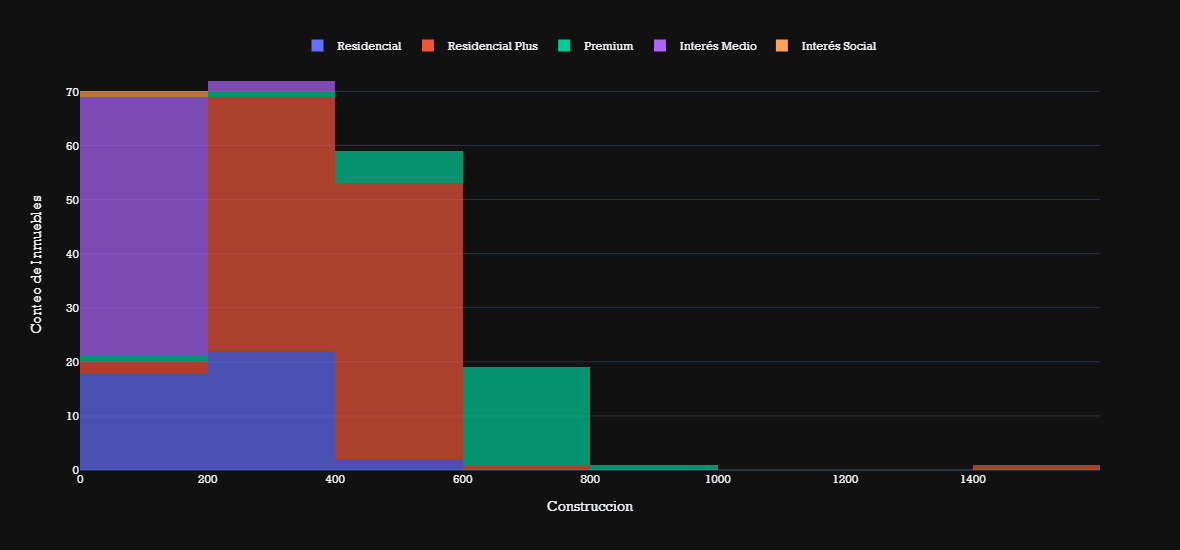 Residencial Residencial Plus Premium Interés Medio Interés Social
70
60
50
40
30
20
10
0
Conteo de Inmuebles
0 200 400 600 800 1000 1200 1400
Construccion